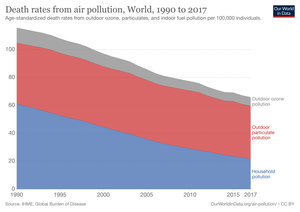 Death rates from air pollution, World, 1990 to 2017
Our World
in Data
Age-standardized death rates from outdoor ozone, particulates, and indoor fuel pollution per 100,000 individuals.
100
80
60
40
20
0
Outdoor ozone
pollution
Outdoor
particulate
pollution
Household
pollution
1990
1995
2000
2005
2010
2015
2017
Source: IHME, Global Burden of Disease
OurWorldInData.org/air-pollution/ • CC BY